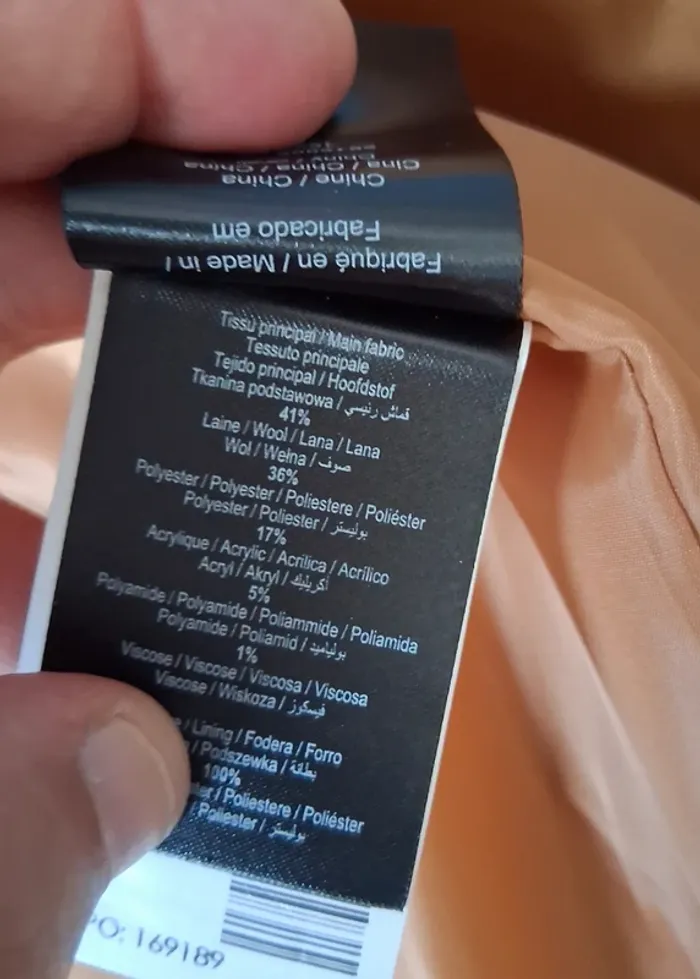 Cina / China / China
Chine / China
Fabricado em
Fabriqué en / Made in /
Tissu principal / Main fabric
Tessuto principale
Tejido principal / Hoofdstof
Tkanina podstawowa / قماش رئيسي
41%
Laine / Wool / Lana / Lana
Wol / Wełna / صوف
36%
Polyester / Polyester / Poliestere / Poliéster
Polyester / Poliester / بوليستر
17%
Acrylique / Acrylic / Acrilica / Acrílico
Acryl / Akryl / أكريليك
5%
Polyamide / Polyamide / Poliammide / Poliamida
Polyamide / Poliamid / بولياميد
1%
Viscose / Viscose / Viscosa / Viscosa
Viscose / Wiskoza / فيسكوز
/ Lining / Fodera / Forro
/ Podszewka / بطانة
100%
/ Poliestere / Poliéster
/ Poliester / بوليستر
PO: 169189